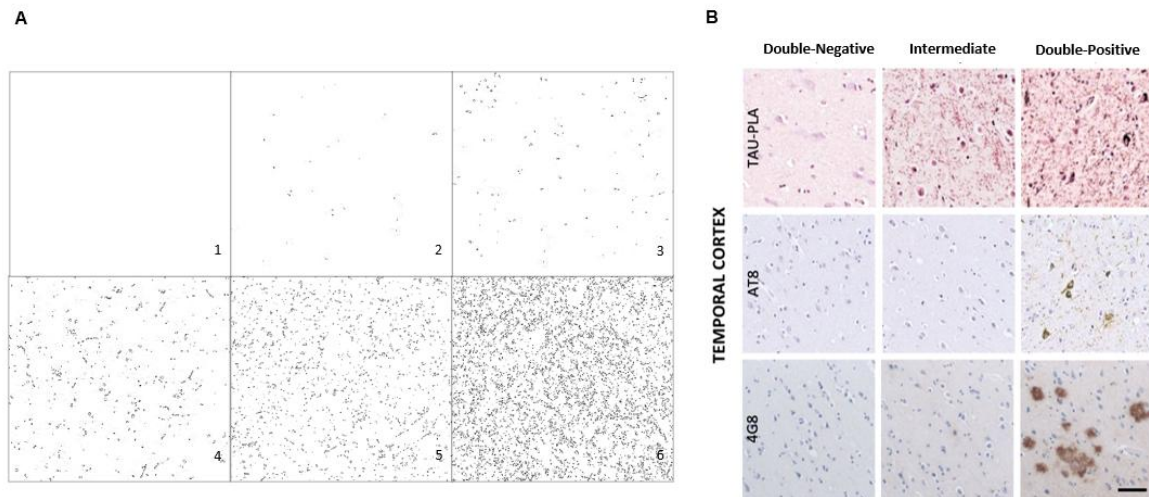 A
1
2
3
4
5
6
B
Double-Negative Intermediate Double-Positive
TEMPORAL CORTEX
TAU-PLA
AT8
4G8